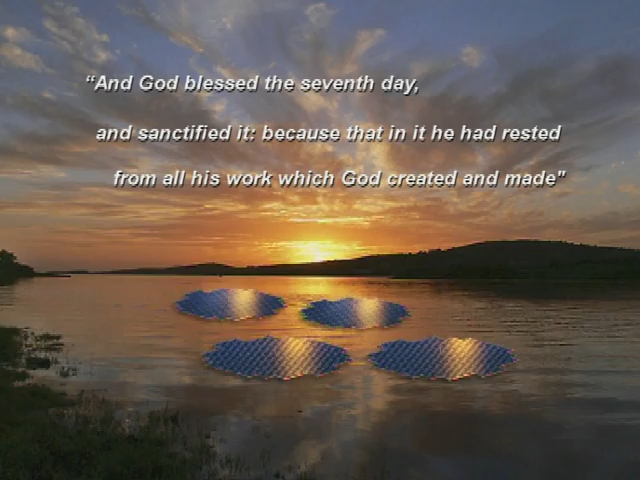 “And God blessed the seventh day,
and sanctified it: because that in it he had rested
from all his work which God created and made"